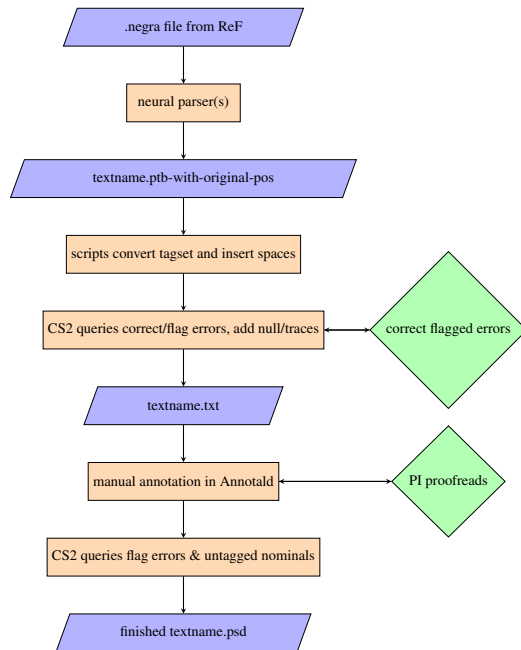 .negra file from ReF
neural parser(s)
textname.ptb-with-original-pos
scripts convert tagset and insert spaces
CS2 queries correct/flag errors, add null/traces
correct flagged errors
textname.txt
manual annotation in Annotald
PI proofreads
CS2 queries flag errors & untagged nominals
finished textname.psd